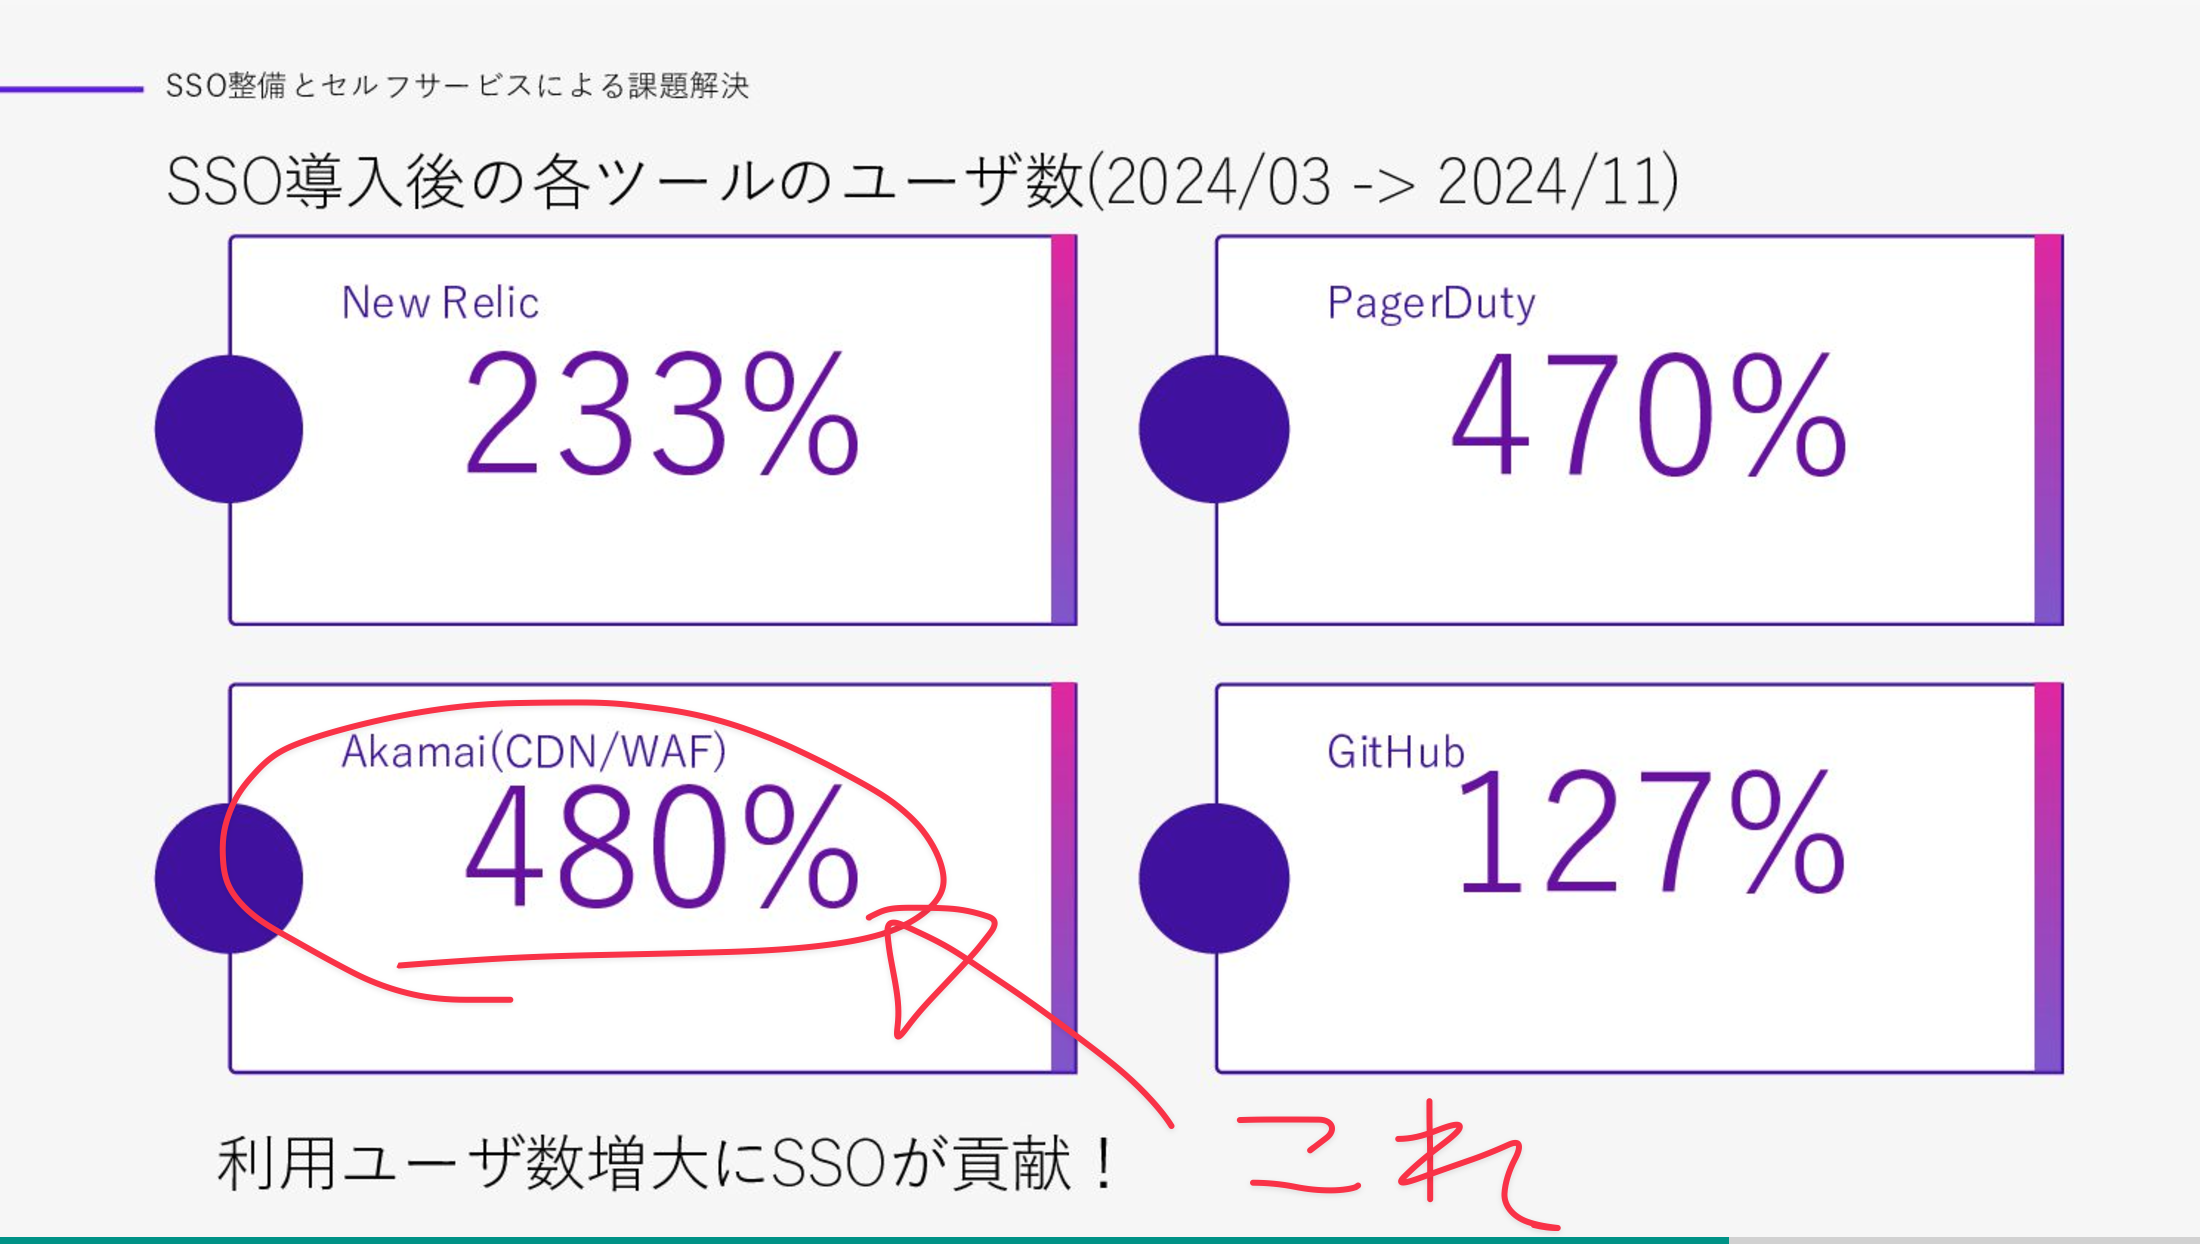 SSO整備とセルフサービスによる課題解決
SSO導入後の各ツールのユーザ数(2024/03 -> 2024/11)
New Relic
233%
PagerDuty
470%
Akamai(CDN/WAF)
480%
GitHub
127%
利用ユーザ数増大にSSOが貢献！
これ